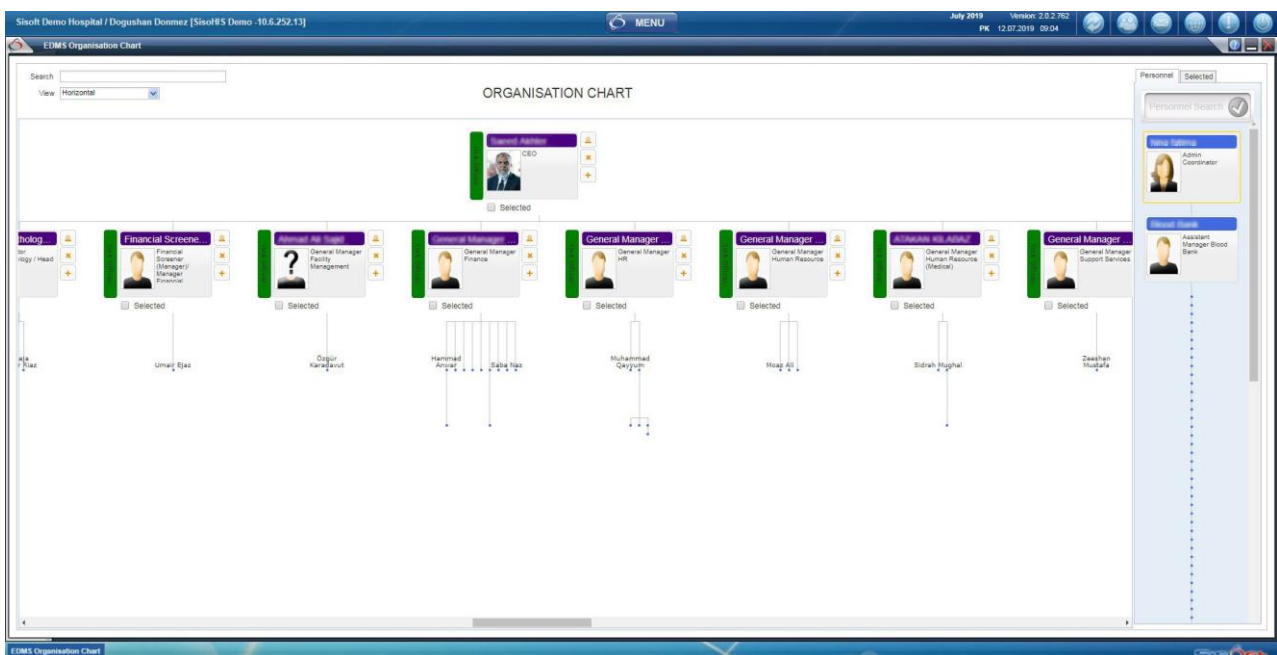 Sisoft Demo Hospital / Dogushan Donmez [SisoHIS Demo -10.6.252.13]
MENU
July 2019 Version: 2.0.2.762
PK 12.07.2019 09:04
EDMS Organisation Chart
Search
View Horizontal
ORGANISATION CHART
Personnel Selected
Personnel Search
CEO
Selected
Admin
Coordinator
Assistant
Manager Blood
Bank
tholog...
ology / Head
Financial Screene...
Financial
Screener
(Manager)/
Manager
Financial
Selected
General Manager
Facility
Management
Selected
General Manager
Finance
Selected
General Manager ...
General Manager
HR
Selected
General Manager ...
General Manager
Human Resource
Selected
General Manager
Human Resource
(Medical)
Selected
General Manager ...
General Manager
Support Services
Selected
Riaz
Umair Ejaz
Özgür
Karadavut
Hammad
Anwar
Saba Naz
Muhammad
Qayyum
Moaz Ali
Sidrah Mughal
Zeeshan
Mustafa
EDMS Organisation Chart